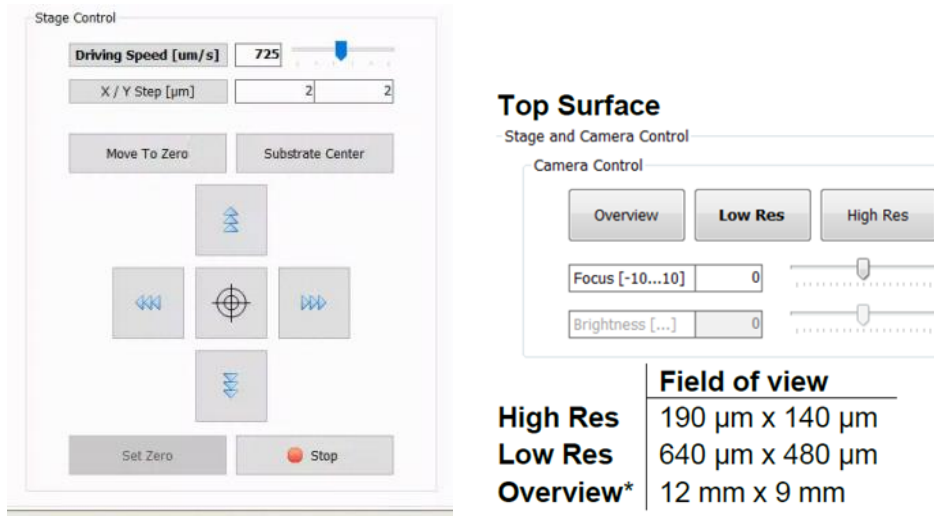 Stage Control
Driving Speed [um/s] 725
X / Y Step [µm] 2 2
Move To Zero Substrate Center
Set Zero Stop
Top Surface
Stage and Camera Control
Camera Control
Overview Low Res High Res
Focus [-10...10] 0
Brightness [...] 0
Field of view
High Res 190 µm x 140 µm
Low Res 640 µm x 480 µm
Overview* 12 mm x 9 mm